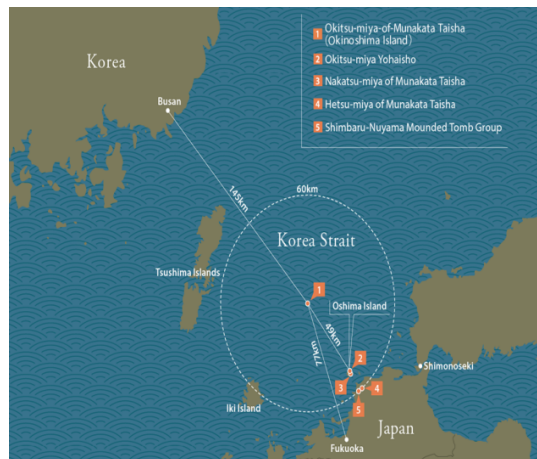 Korea
Busan
1 Okitsu-miya-of-Munakata Taisha
(Okinoshima Island)
2 Okitsu-miya Yohaisho
3 Nakatsu-miya of Munakata Taisha
4 Hetsu-miya of Munakata Taisha
5 Shimbaru-Nuyama Mounded Tomb Group
145km
60km
Korea Strait
Tsushima Islands
1
Oshima Island
49km
77km
2
3
Shimonoseki
4
5
Iki Island
Japan
Fukuoka